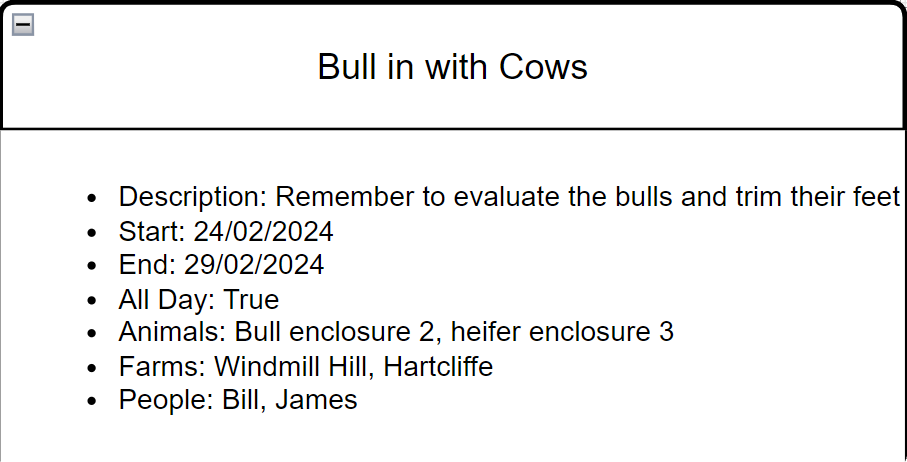 Bull in with Cows
• Description: Remember to evaluate the bulls and trim their feet
• Start: 24/02/2024
• End: 29/02/2024
• All Day: True
• Animals: Bull enclosure 2, heifer enclosure 3
• Farms: Windmill Hill, Hartcliffe
• People: Bill, James